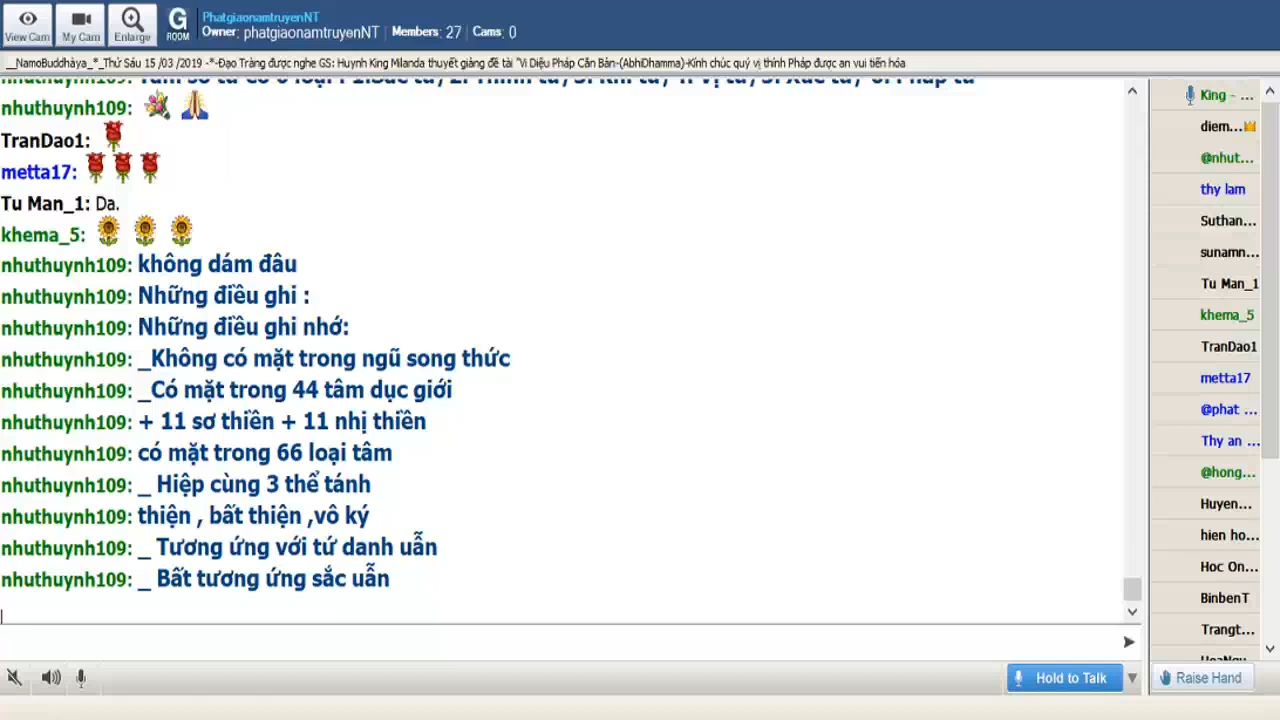 View Cam
My Cam
Enlarge
G
ROOM
PhatgiaonamtruyenNT
Owner: phatgiaonamtruyenNT | Members: 27 | Cams: 0
__NamoBuddhàya_*_Thứ Sáu 15 /03 /2019 -*-Đạo Tràng được nghe GS: Huynh King Milanda thuyết giảng đề tài "Vi Diệu Pháp Căn Bản-(AbhiDhamma)-Kính chúc quý vị thính Pháp được an vui tiến hóa
nhuthuynh109:
TranDao1:
metta17:
Tu Man_1: Da.
khema_5:
nhuthuynh109: không dám đâu
nhuthuynh109: Những điều ghi :
nhuthuynh109: Những điều ghi nhớ:
nhuthuynh109: _Không có mặt trong ngũ song thức
nhuthuynh109: _Có mặt trong 44 tâm dục giới
nhuthuynh109: + 11 sơ thiền + 11 nhị thiền
nhuthuynh109: có mặt trong 66 loại tâm
nhuthuynh109: _ Hiệp cùng 3 thể tánh
nhuthuynh109: thiện , bất thiện ,vô ký
nhuthuynh109: _ Tương ứng với tứ danh uẩn
nhuthuynh109: _ Bất tương ứng sắc uẩn
King - ...
diem...
@nhut...
thy lam
Suthan...
sunamn...
Tu Man_1
khema_5
TranDao1
metta17
@phat ...
Thy an ...
@hong...
Huyen...
hien ho...
Hoc On...
BinbenT
Trangt...
Hold to Talk
Raise Hand